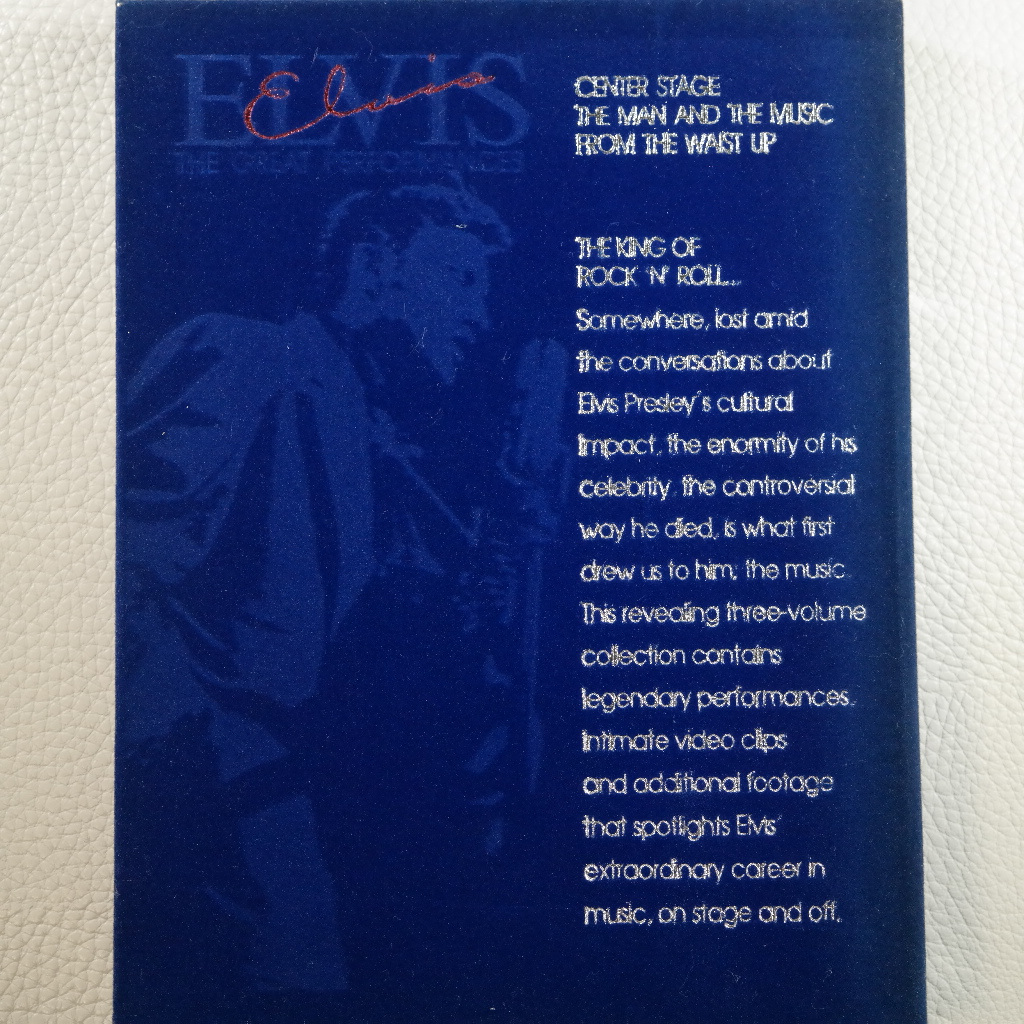 ELVIS
Elvis
THE GREAT PERFORMANCES
CENTER STAGE
THE MAN AND THE MUSIC
FROM THE WAIST UP
THE KING OF
ROCK 'N' ROLL...
Somewhere, lost amid
the conversations about
Elvis Presley's cultural
impact, the enormity of his
celebrity, the controversial
way he died, is what first
drew us to him; the music.
This revealing three-volume
collection contains
legendary performances.
Intimate video clips
and additional footage
that spotlights Elvis'
extraordinary career in
music, on stage and off.